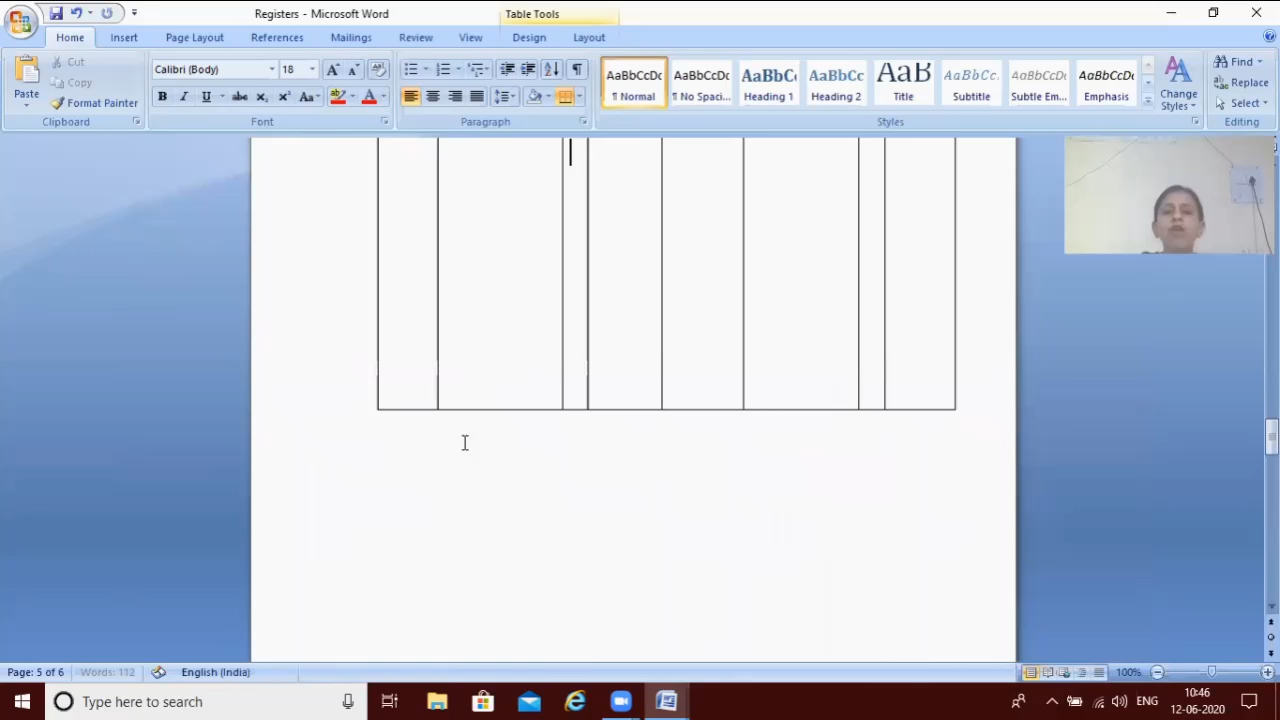 Registers - Microsoft Word
Table Tools
Home Insert Page Layout References Mailings Review View Design Layout
Paste
Cut
Copy
Format Painter
Clipboard
Calibri (Body) 18
Font
Paragraph
AaBbCcDc AaBbCcDc AaBbC AaBbCc AaB AaBbCc. AaBbCcDc AaBbCcDc
¶ Normal ¶ No Spaci... Heading 1 Heading 2 Title Subtitle Subtle Em... Emphasis
Change
Styles
Styles
Find
Replace
Select
Editing
Page: 5 of 6 Words: 112 English (India) 100%
Type here to search
ENG
10:46
12-06-2020